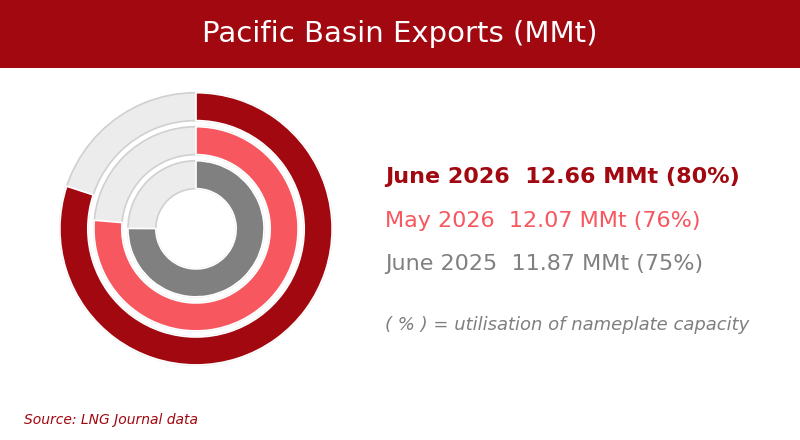 Pacific Basin Exports (MMt)
June 2026  12.66 MMt (80%)
May 2026  12.07 MMt (76%)
June 2025  11.87 MMt (75%)
( % ) = utilisation of nameplate capacity
Source: LNG Journal data